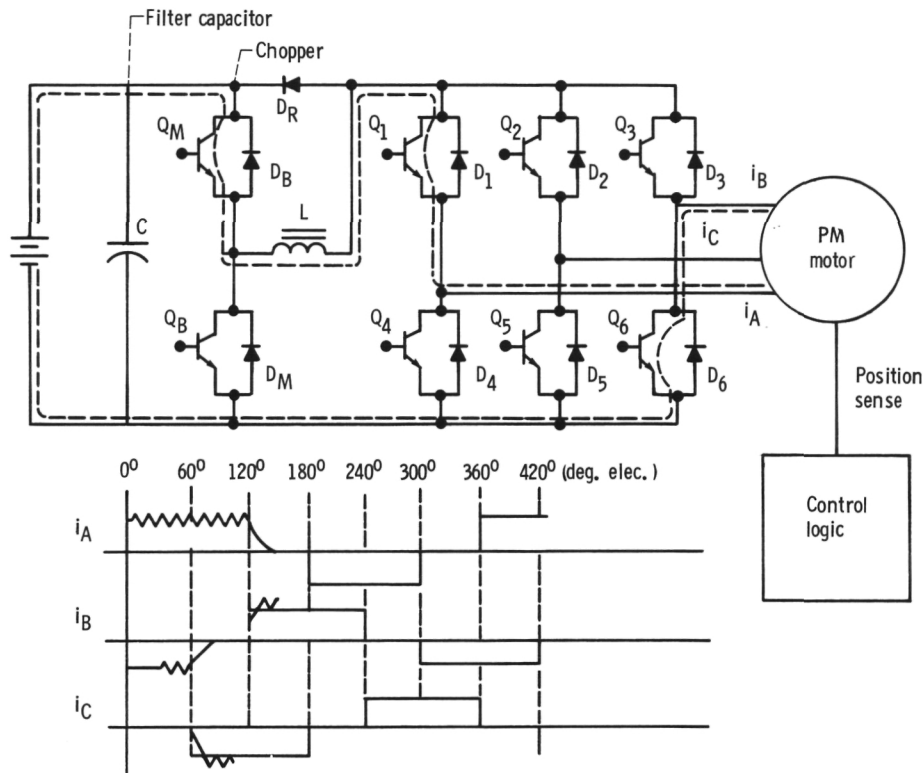 Filter capacitor
Chopper
D_R
Q_M
D_B
Q_1
D_1
Q_2
D_2
Q_3
D_3
i_B
C
L
i_C
PM
motor
i_A
Q_B
D_M
Q_4
D_4
Q_5
D_5
Q_6
D_6
Position
sense
Control
logic
0° 60° 120° 180° 240° 300° 360° 420° (deg. elec.)
i_A
i_B
i_C